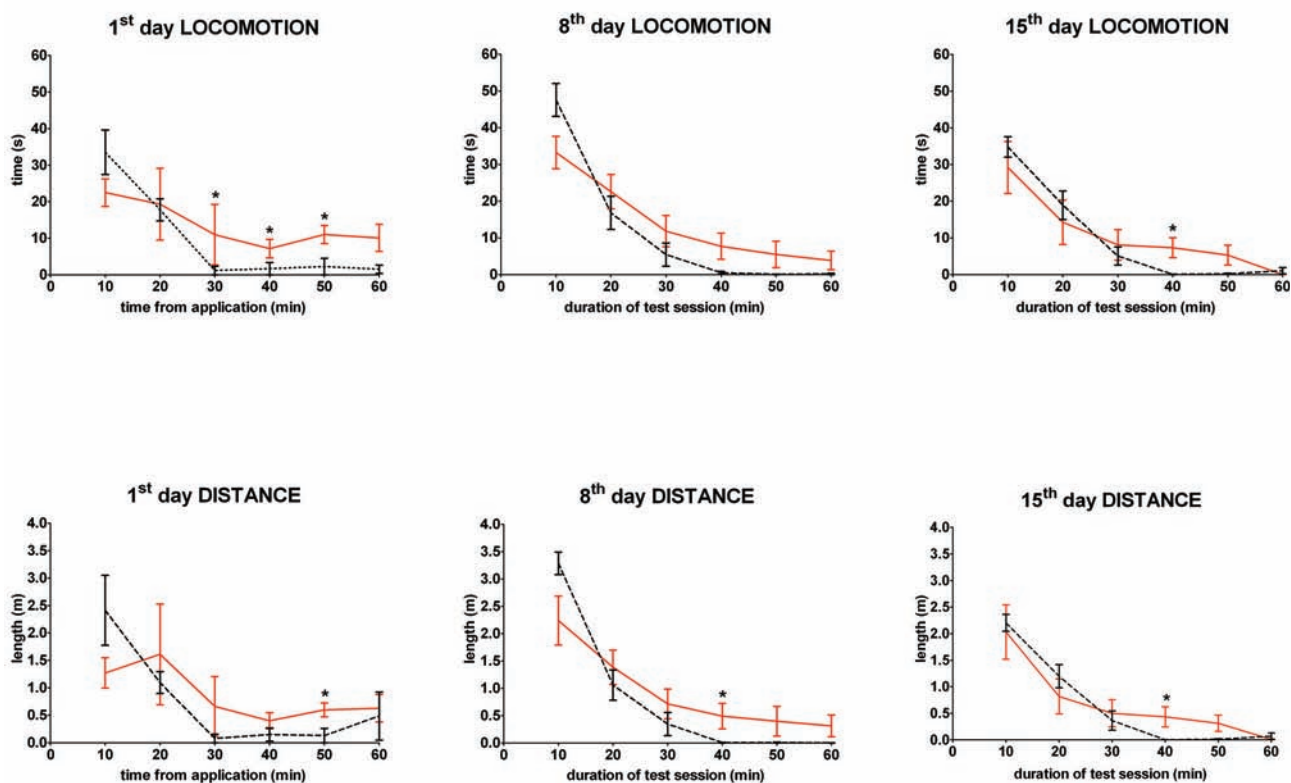 1st day LOCOMOTION
60
50
40
30
20
10
0
time (s)
* * *
0 10 20 30 40 50 60
time from application (min)
8th day LOCOMOTION
60
50
40
30
20
10
0
time (s)
0 10 20 30 40 50 60
duration of test session (min)
15th day LOCOMOTION
60
50
40
30
20
10
0
time (s)
*
0 10 20 30 40 50 60
duration of test session (min)
1st day DISTANCE
4.0
3.5
3.0
2.5
2.0
1.5
1.0
0.5
0.0
length (m)
*
0 10 20 30 40 50 60
time from application (min)
8th day DISTANCE
4.0
3.5
3.0
2.5
2.0
1.5
1.0
0.5
0.0
length (m)
*
0 10 20 30 40 50 60
duration of test session (min)
15th day DISTANCE
4.0
3.5
3.0
2.5
2.0
1.5
1.0
0.5
0.0
length (m)
*
0 10 20 30 40 50 60
duration of test session (min)